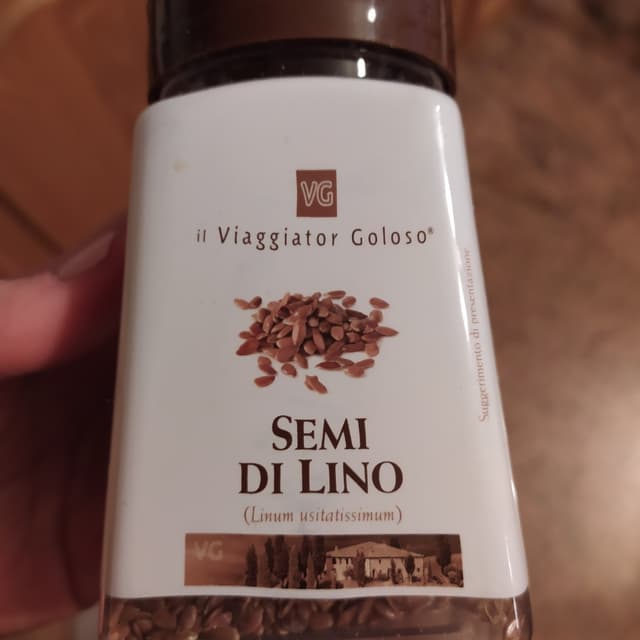 VG
il Viaggiator Goloso®
Suggerimento di presentazione
SEMI
DI LINO
(Linum usitatissimum)
VG